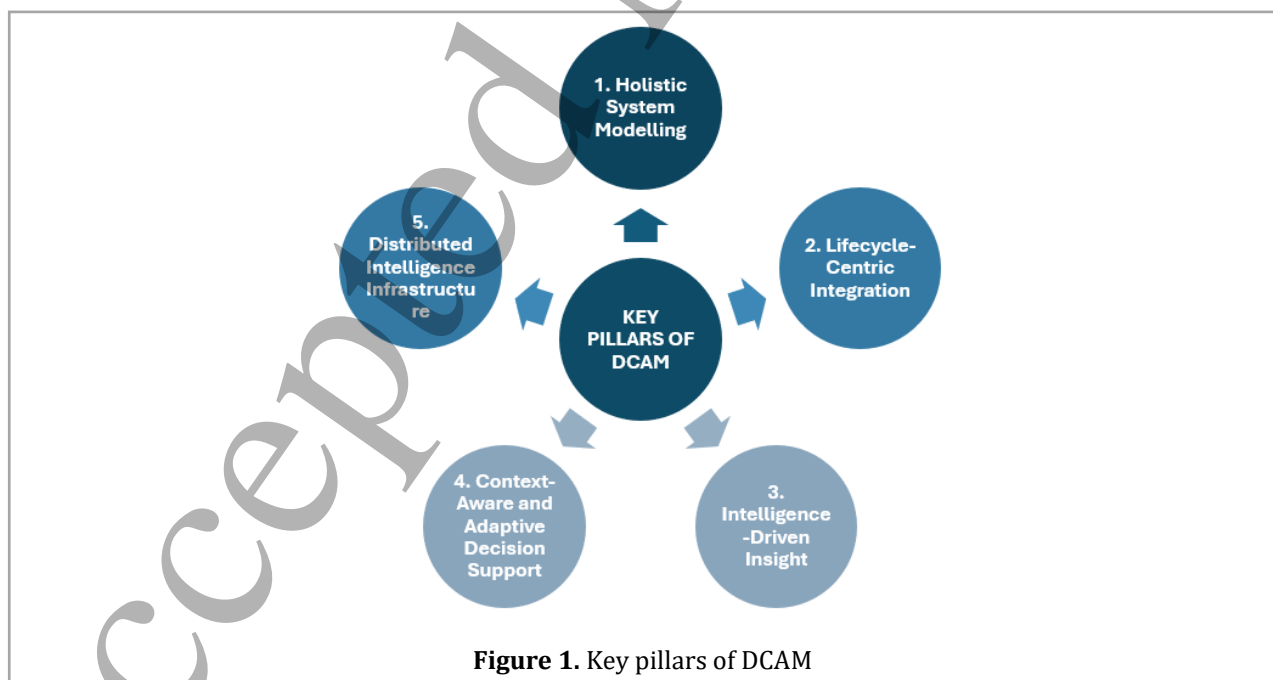 1. Holistic
System
Modelling
5.
Distributed
Intelligence
Infrastructu
re
2. Lifecycle-
Centric
Integration
KEY
PILLARS OF
DCAM
4. Context-
Aware and
Adaptive
Decision
Support
3.
Intelligence
-Driven
Insight
Figure 1. Key pillars of DCAM
ccepted